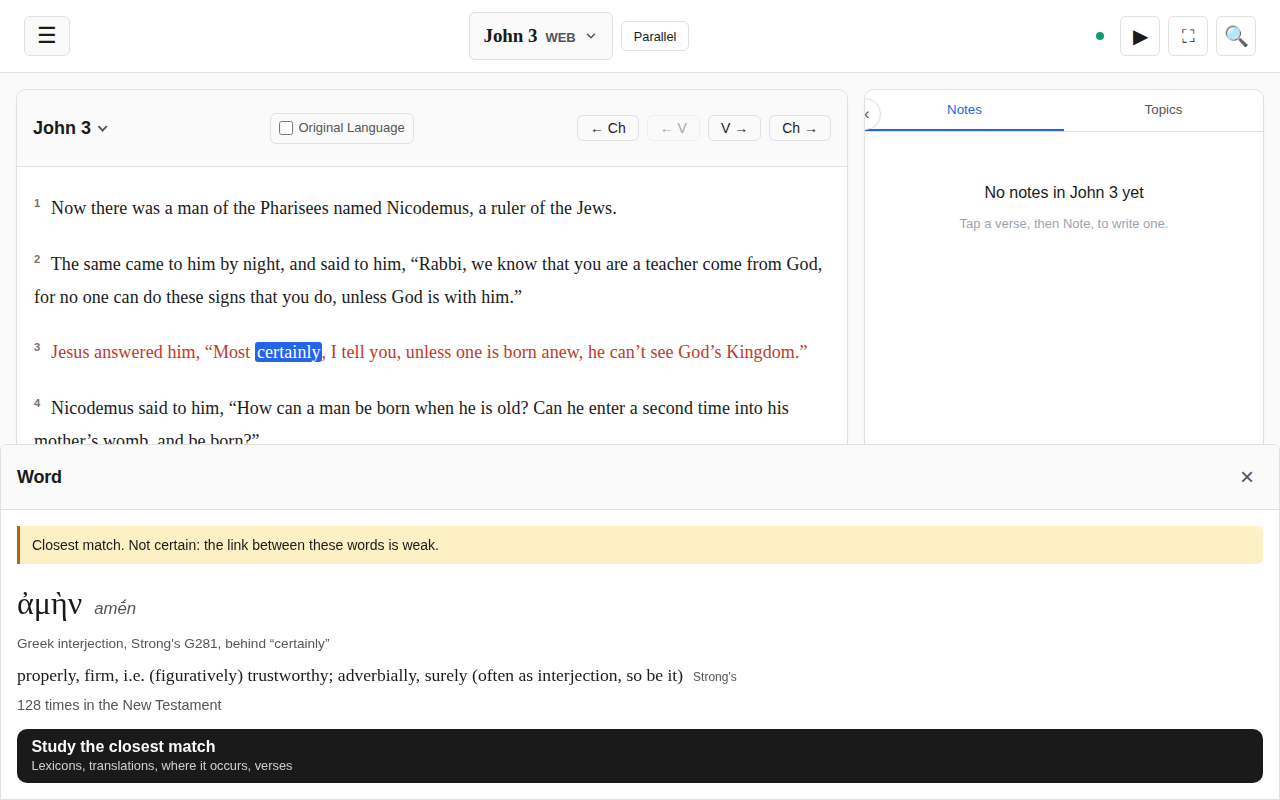 ☰
John 3 WEB
Parallel
John 3
Original Language
← Ch
← V
V →
Ch →
1 Now there was a man of the Pharisees named Nicodemus, a ruler of the Jews.
2 The same came to him by night, and said to him, “Rabbi, we know that you are a teacher come from God,
for no one can do these signs that you do, unless God is with him.”
3 Jesus answered him, “Most certainly, I tell you, unless one is born anew, he can’t see God’s Kingdom.”
4 Nicodemus said to him, “How can a man be born when he is old? Can he enter a second time into his
mother’s womb, and be born?”
Notes
Topics
No notes in John 3 yet
Tap a verse, then Note, to write one.
Word
Closest match. Not certain: the link between these words is weak.
ἀμὴν amḗn
Greek interjection, Strong’s G281, behind “certainly”
properly, firm, i.e. (figuratively) trustworthy; adverbially, surely (often as interjection, so be it) Strong's
128 times in the New Testament
Study the closest match
Lexicons, translations, where it occurs, verses